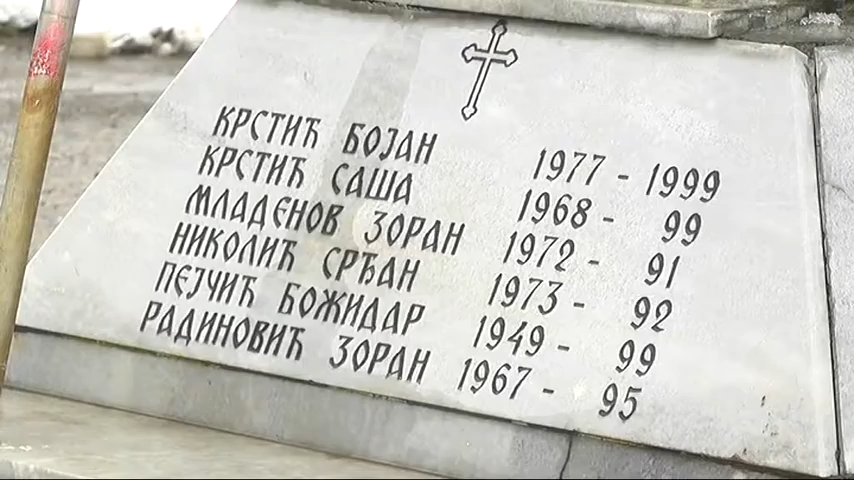 КРСТИЋ БОЈАН 1977 - 1999
КРСТИЋ САША 1968 - 99
МЛАДЕНОВ ЗОРАН 1972 - 91
НИКОЛИЋ СРЂАН 1973 - 92
ПЕЈЧИЋ БОЖИДАР 1949 - 99
РАДИНОВИЋ ЗОРАН 1967 - 95